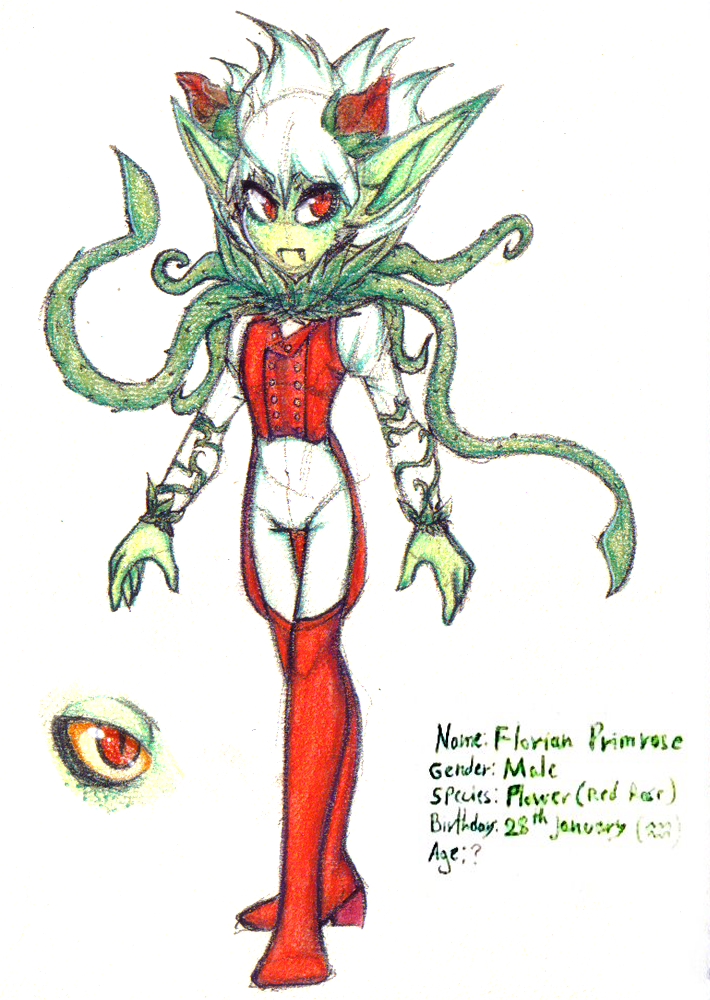 Name: Florian Primrose
Gender: Male
Species: Flower (Red Rose)
Birthday: 28th January (♒)
Age: ?